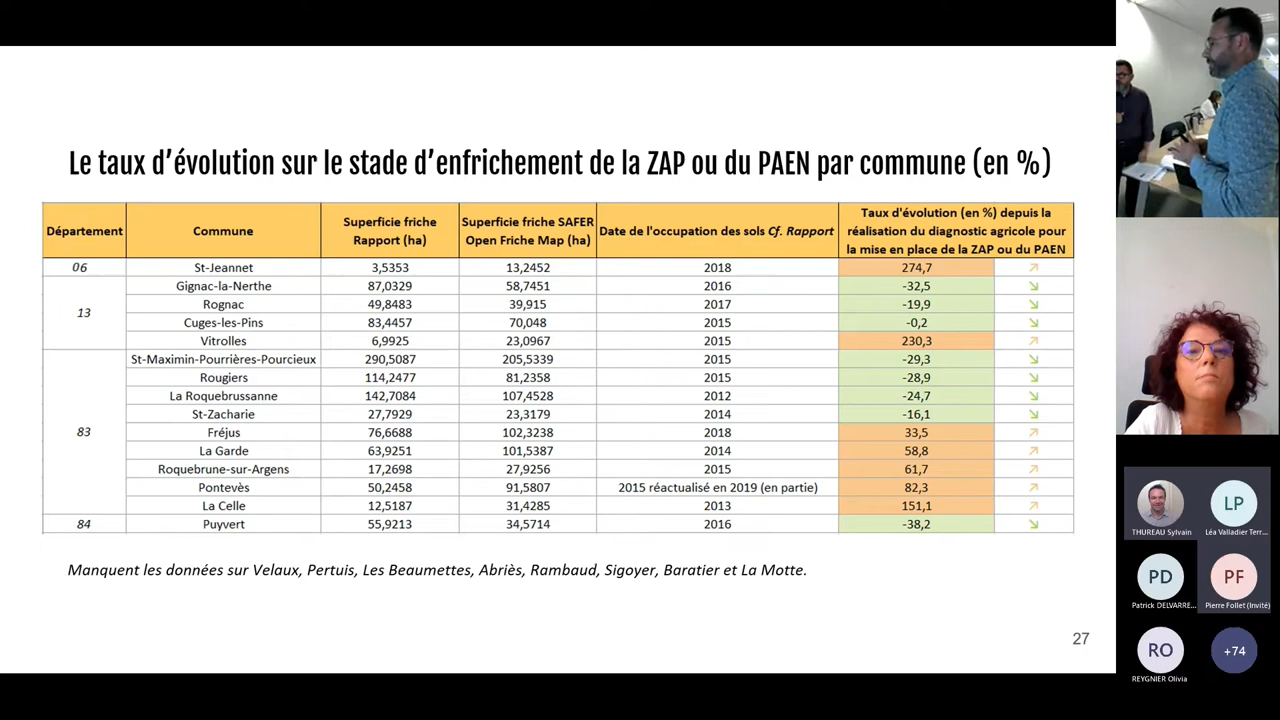 Le taux d'évolution sur le stade d'enfrichement de la ZAP ou du PAEN par commune (en %)
Département Commune Superficie friche Rapport (ha) Superficie friche SAFER Open Friche Map (ha) Date de l'occupation des sols Cf. Rapport Taux d'évolution (en %) depuis la réalisation du diagnostic agricole pour la mise en place de la ZAP ou du PAEN
06 St-Jeannet 3,5353 13,2452 2018 274,7 ↗
13 Gignac-la-Nerthe 87,0329 58,7451 2016 -32,5 ↘
Rognac 49,8483 39,915 2017 -19,9 ↘
Cuges-les-Pins 83,4457 70,048 2015 -0,2 ↘
Vitrolles 6,9925 23,0967 2015 230,3 ↗
83 St-Maximin-Pourrières-Pourcieux 290,5087 205,5339 2015 -29,3 ↘
Rougiers 114,2477 81,2358 2015 -28,9 ↘
La Roquebrussanne 142,7084 107,4528 2012 -24,7 ↘
St-Zacharie 27,7929 23,3179 2014 -16,1 ↘
Fréjus 76,6688 102,3238 2018 33,5 ↗
La Garde 63,9251 101,5387 2014 58,8 ↗
Roquebrune-sur-Argens 17,2698 27,9256 2015 61,7 ↗
Pontevès 50,2458 91,5807 2015 réactualisé en 2019 (en partie) 82,3 ↗
La Celle 12,5187 31,4285 2013 151,1 ↗
84 Puyvert 55,9213 34,5714 2016 -38,2 ↘
Manquent les données sur Velaux, Pertuis, Les Beaumettes, Abriès, Rambaud, Sigoyer, Baratier et La Motte.
27
THUREAU Sylvain
LP
Léa Valladier Terr...
PD
Patrick DELVARRE...
PF
Pierre Follet (Invité)
RO
REYGNIER Olivia
+74